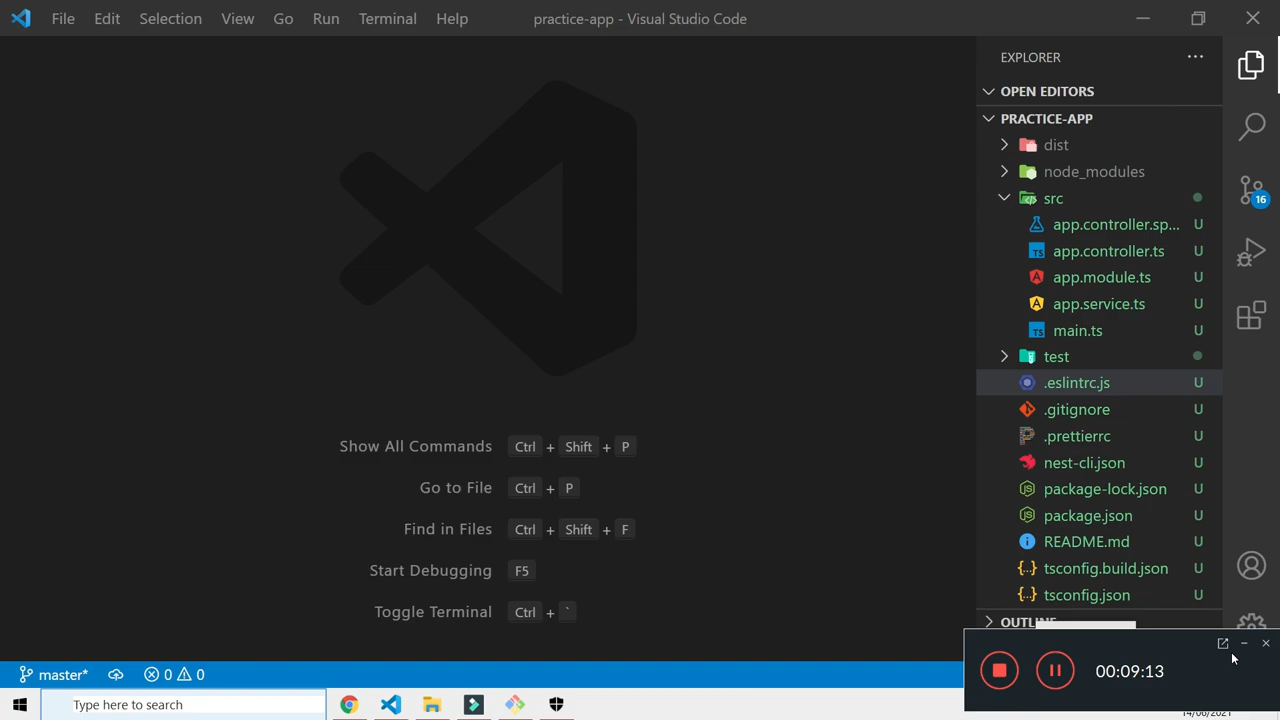 File Edit Selection View Go Run Terminal Help
practice-app - Visual Studio Code
EXPLORER
OPEN EDITORS
PRACTICE-APP
dist
node_modules
src
app.controller.sp... U
app.controller.ts U
app.module.ts U
app.service.ts U
main.ts U
test
.eslintrc.js U
.gitignore U
.prettierrc U
nest-cli.json U
package-lock.json U
package.json U
README.md U
tsconfig.build.json U
tsconfig.json U
OUTLINE
16
Show All Commands Ctrl + Shift + P
Go to File Ctrl + P
Find in Files Ctrl + Shift + F
Start Debugging F5
Toggle Terminal Ctrl + `
00:09:13
master* 0 0
Type here to search
14/06/2021